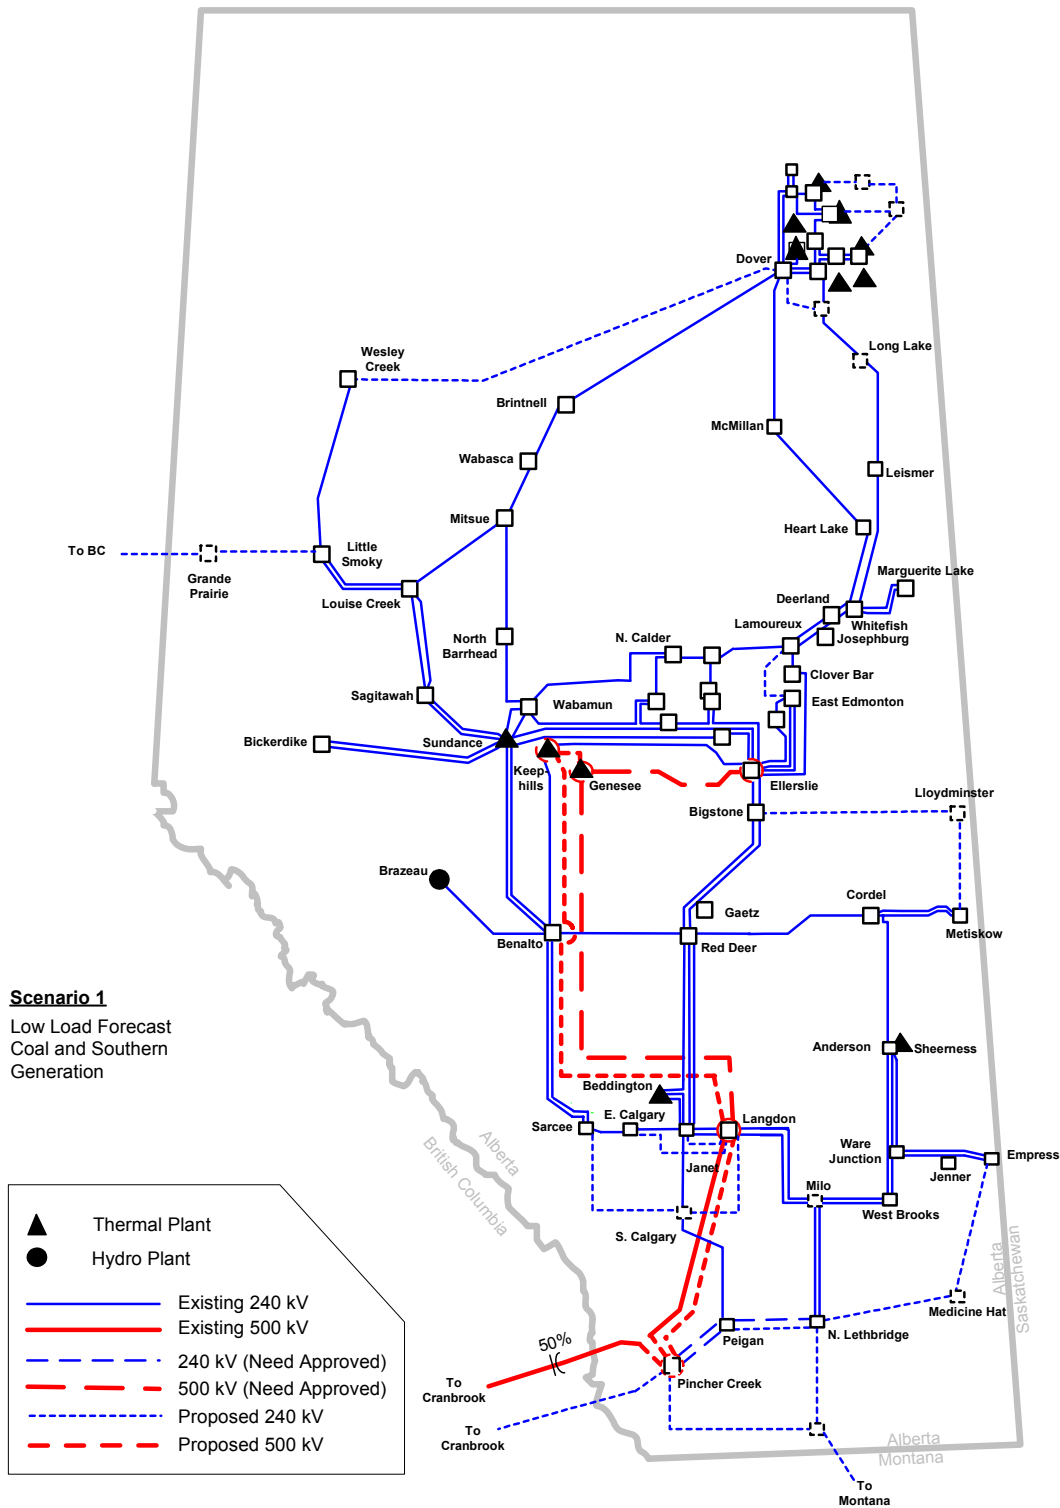 Dover
Long Lake
Wesley
Creek
Brintnell
McMillan
Wabasca
Leismer
Mitsue
Heart Lake
To BC
Little
Smoky
Grande
Prairie
Louise Creek
Marguerite Lake
Deerland
Whitefish
Lamoureux
Josephburg
North
Barrhead
N. Calder
Clover Bar
Sagitawah
Wabamun
East Edmonton
Bickerdike
Sundance
Keep-
hills
Genesee
Ellerslie
Lloydminster
Bigstone
Brazeau
Cordel
Gaetz
Metiskow
Benalto
Red Deer
Scenario 1
Low Load Forecast
Coal and Southern
Generation
Anderson
Sheerness
Beddington
E. Calgary
Langdon
Sarcee
Alberta
British Columbia
Ware
Junction
Empress
Janet
Jenner
Milo
West Brooks
S. Calgary
Alberta
Saskatchewan
Medicine Hat
Peigan
N. Lethbridge
50%
Pincher Creek
To
Cranbrook
To
Cranbrook
Alberta
Montana
To
Montana
Thermal Plant
Hydro Plant
Existing 240 kV
Existing 500 kV
240 kV (Need Approved)
500 kV (Need Approved)
Proposed 240 kV
Proposed 500 kV